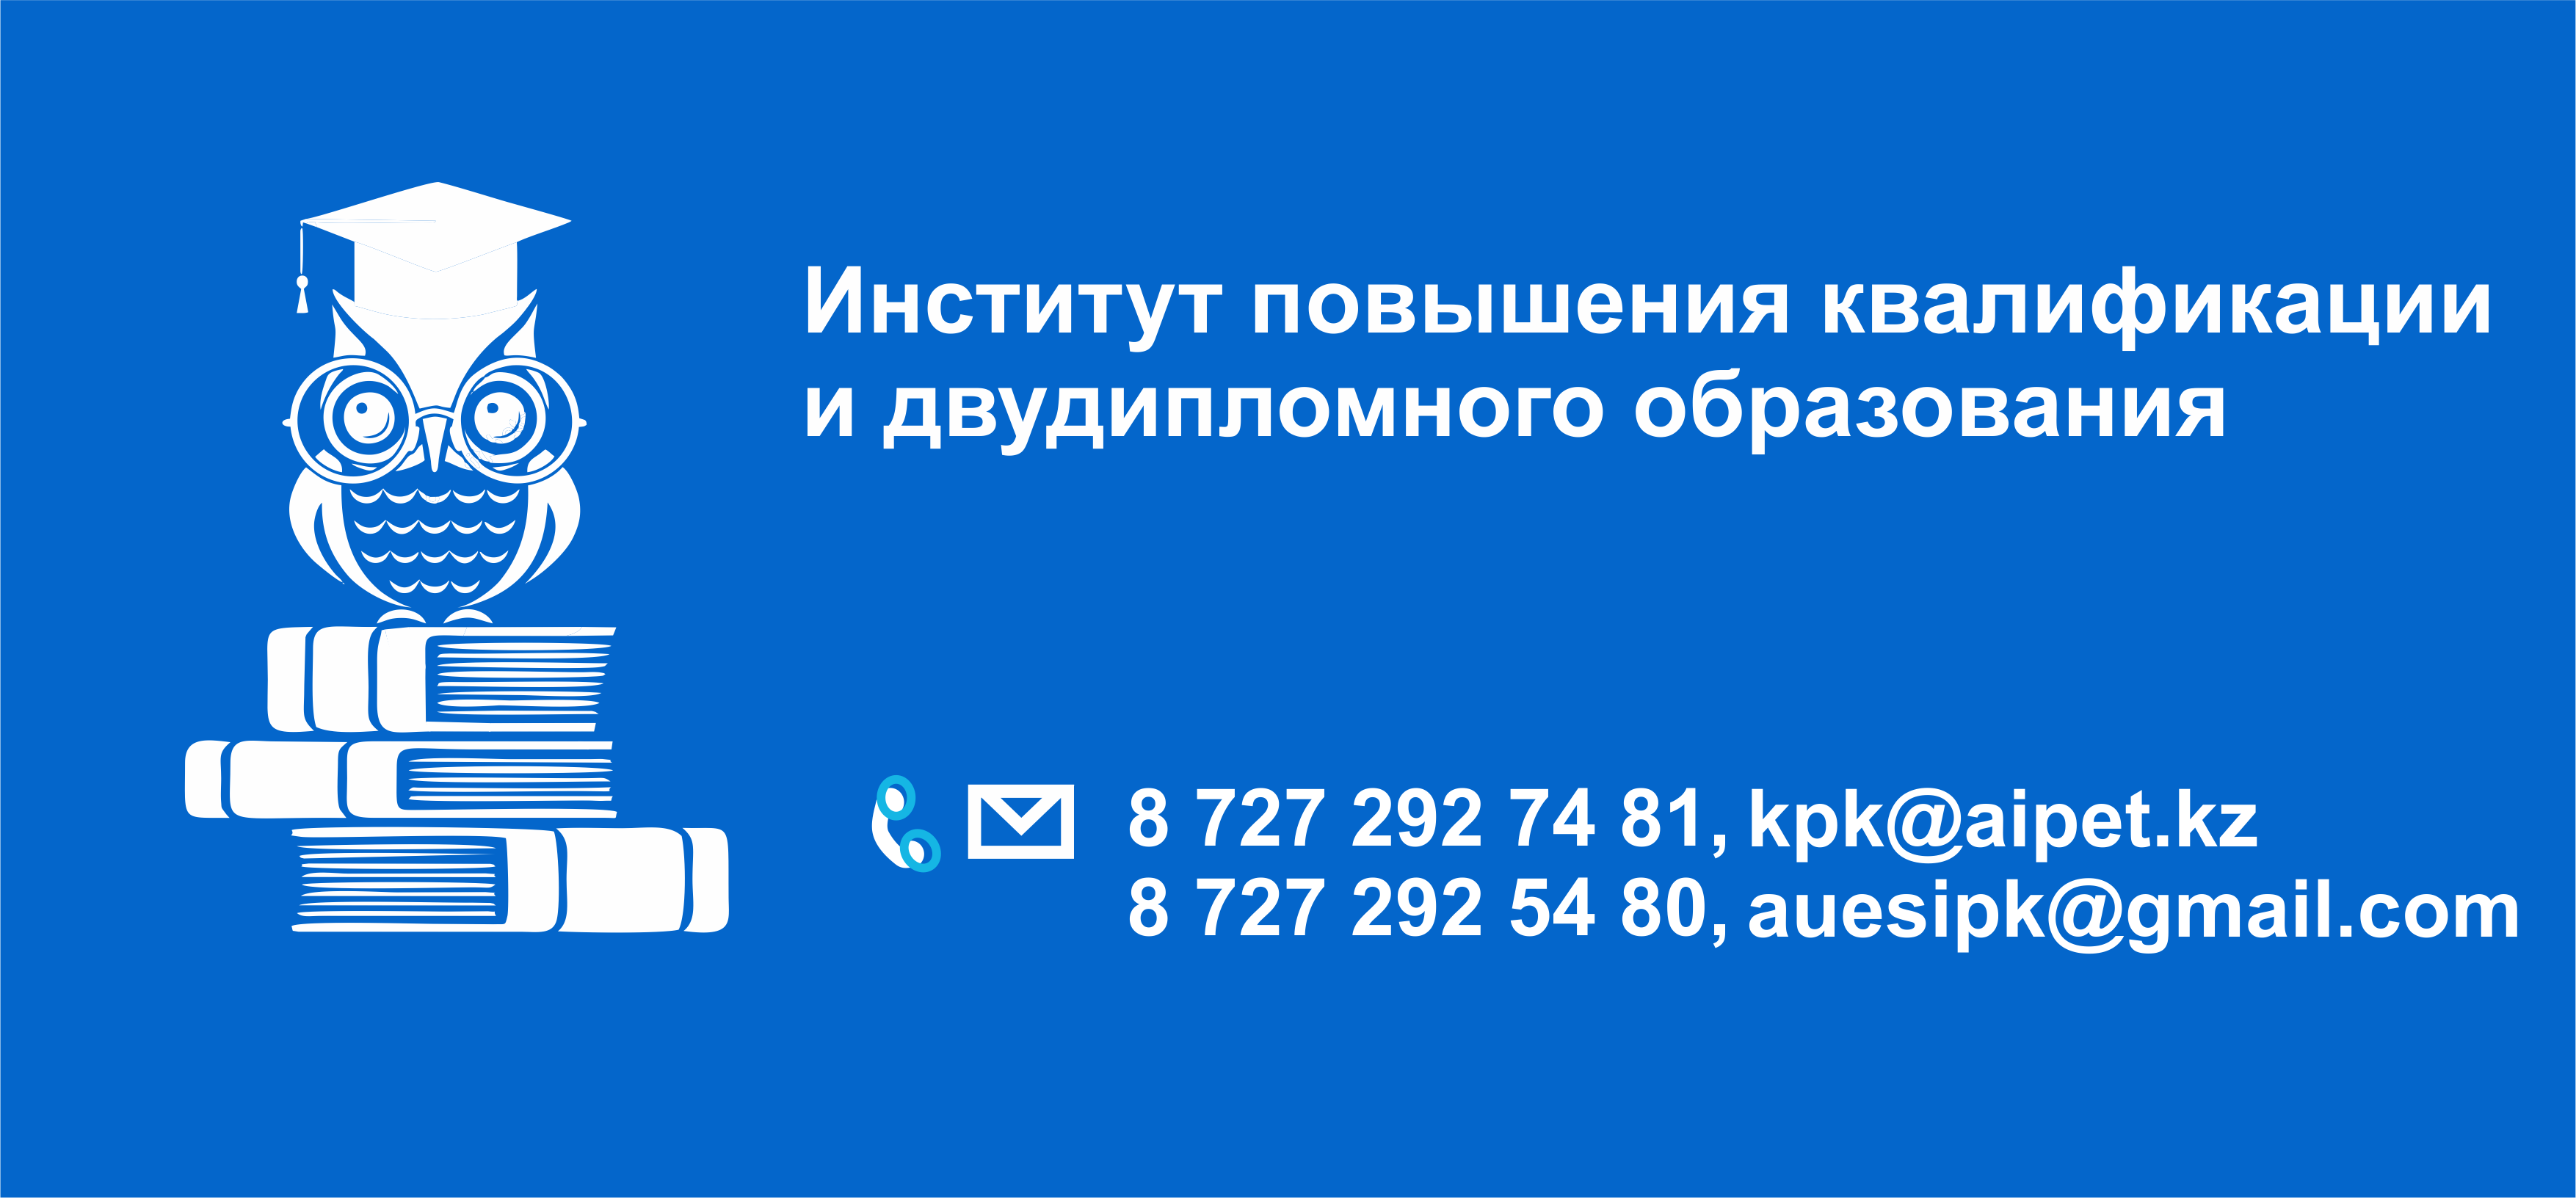 Институт повышения квалификации
и двудипломного образования
8 727 292 74 81, kpk@aipet.kz
8 727 292 54 80, auesipk@gmail.com